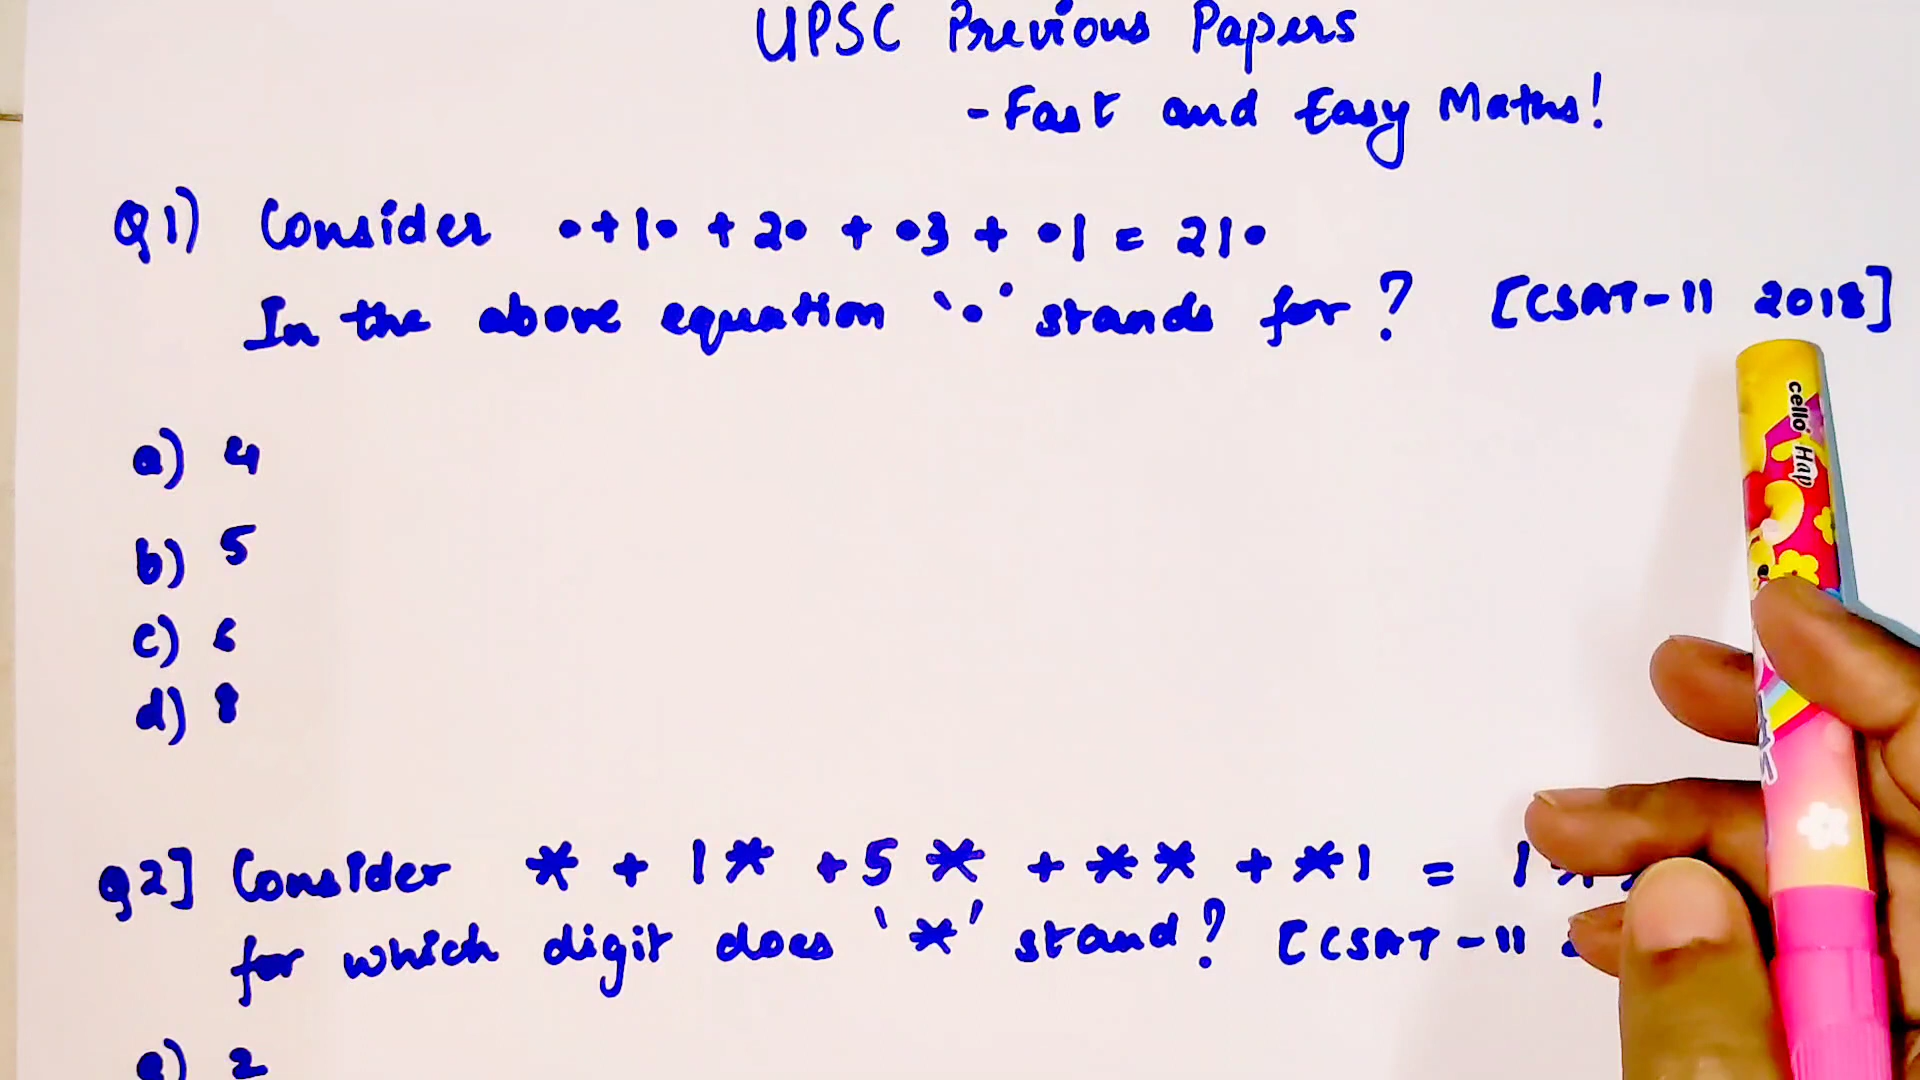 UPSC Previous Papers
- Fast and Easy Maths!
Q1) Consider •+1• + 2• + •3 + •1 = 21•
In the above equation '•' stands for? [CSAT-II 2018]
a) 4
b) 5
c) 6
d) 8
Q2] Consider * + 1* + 5* + ** + *1 = 1
for which digit does '*' stand? [CSAT-II
a) 2
cello
Hap